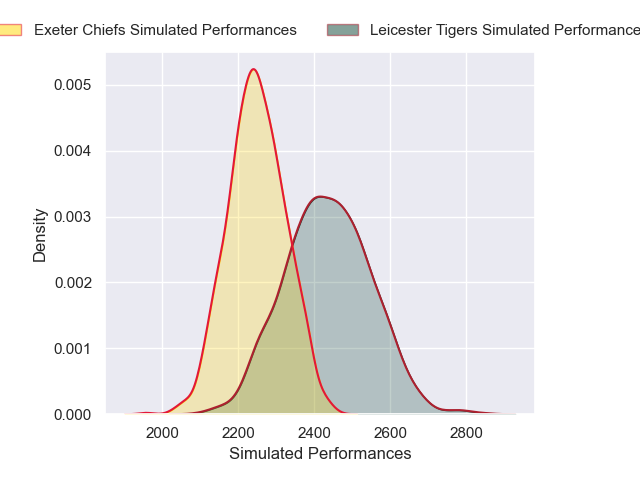 Exeter Chiefs Simulated Performances Leicester Tigers Simulated Performance
0.005
0.004
0.003
0.002
0.001
0.000
Density
2000 2200 2400 2600 2800
Simulated Performances